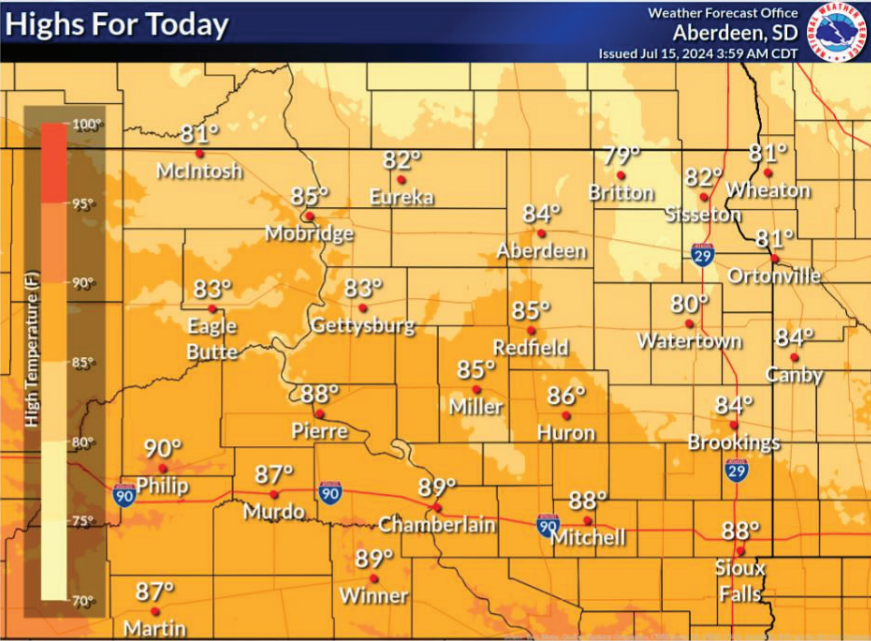 Highs For Today
Weather Forecast Office
Aberdeen, SD
Issued Jul 15, 2024 3:59 AM CDT
NATIONAL WEATHER SERVICE
High Temperature (F)
100°
95°
90°
85°
80°
75°
70°
81°
McIntosh
82°
Eureka
79°
Britton
82°
Sisseton
81°
Wheaton
85°
Mobridge
84°
Aberdeen
81°
Ortonville
29
83°
Eagle
Butte
83°
Gettysburg
85°
Redfield
80°
Watertown
84°
Canby
85°
Miller
88°
Pierre
86°
Huron
84°
Brookings
29
90°
Philip
90
87°
Murdo
90
89°
Chamberlain
90
88°
Mitchell
88°
Sioux
Falls
89°
Winner
87°
Martin